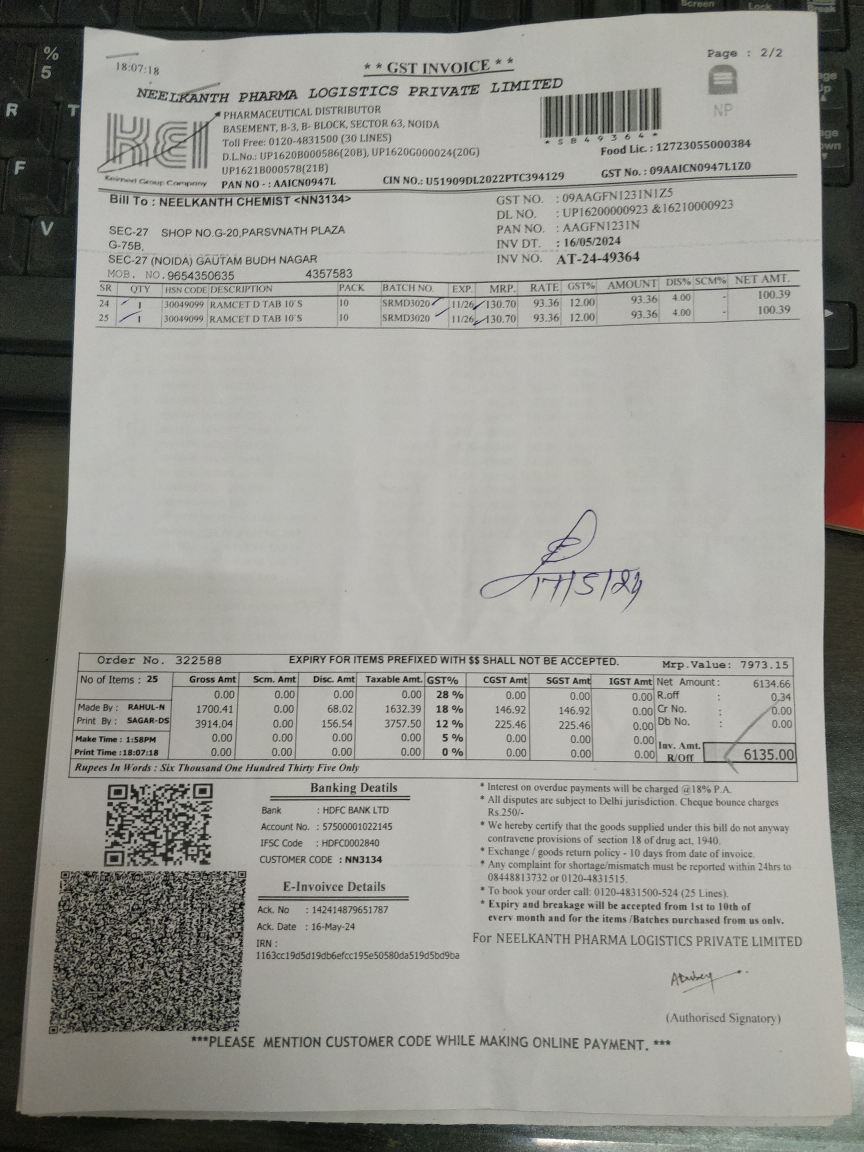 18:07:18
* * GST INVOICE * *
Page : 2/2
NEELKANTH PHARMA LOGISTICS PRIVATE LIMITED
NP
KEI
Keimed Group Company
PHARMACEUTICAL DISTRIBUTOR
BASEMENT, B-3, B- BLOCK, SECTOR 63, NOIDA
Toll Free: 0120-4831500 (30 LINES)
D.L.No.: UP1620B000586(20B), UP1620G000024(20G)
UP1621B000578(21B)
PAN NO - : AAICN0947L
CIN NO.: U51909DL2022PTC394129
*5849364*
Food Lic. : 12723055000384
GST No. : 09AAICN0947L1Z0
Bill To : NEELKANTH CHEMIST <NN3134>
SEC-27 SHOP NO.G-20,PARSVNATH PLAZA
G-75B,
SEC-27 (NOIDA) GAUTAM BUDH NAGAR
MOB. NO.9654350635 4357583
GST NO. : 09AAGFN1231N1Z5
DL NO. : UP16200000923 &16210000923
PAN NO. : AAGFN1231N
INV DT. : 16/05/2024
INV NO. AT-24-49364
SR QTY HSN CODE DESCRIPTION PACK BATCH NO. EXP. MRP. RATE GST% AMOUNT DIS% SCM% NET AMT.
24 1 30049099 RAMCET D TAB 10'S 10 SRMD3020 11/26 130.70 93.36 12.00 93.36 4.00 - 100.39
25 1 30049099 RAMCET D TAB 10'S 10 SRMD3020 11/26 130.70 93.36 12.00 93.36 4.00 - 100.39
17/5/24
Order No. 322588 EXPIRY FOR ITEMS PREFIXED WITH $$ SHALL NOT BE ACCEPTED. Mrp.Value: 7973.15
No of Items : 25 Gross Amt Scm. Amt Disc. Amt Taxable Amt. GST% CGST Amt SGST Amt IGST Amt Net Amount: 6134.66
0.00 0.00 0.00 0.00 28 % 0.00 0.00 0.00 R.off : 0.34
Made By : RAHUL-N 1700.41 0.00 68.02 1632.39 18 % 146.92 146.92 0.00 Cr No. : 0.00
Print By : SAGAR-DS 3914.04 0.00 156.54 3757.50 12 % 225.46 225.46 0.00 Db No. : 0.00
Make Time : 1:58PM 0.00 0.00 0.00 0.00 5 % 0.00 0.00 0.00
Print Time :18:07:18 0.00 0.00 0.00 0.00 0 % 0.00 0.00 0.00 Inv. Amt. R/Off 6135.00
Rupees In Words : Six Thousand One Hundred Thirty Five Only
Banking Deatils
Bank : HDFC BANK LTD
Account No. : 57500001022145
IFSC Code : HDFC0002840
CUSTOMER CODE : NN3134
E-Invoivce Details
Ack. No : 142414879651787
Ack. Date : 16-May-24
IRN :
1163cc19d5d19db6efcc195e50580da519d5bd9ba
* Interest on overdue payments will be charged @18% P.A.
* All disputes are subject to Delhi jurisdiction. Cheque bounce charges
Rs.250/-
* We hereby certify that the goods supplied under this bill do not anyway
contravene provisions of section 18 of drug act, 1940.
* Exchange / goods return policy - 10 days from date of invoice.
* Any complaint for shortage/mismatch must be reported within 24hrs to
08448813732 or 0120-4831515.
* To book your order call: 0120-4831500-524 (25 Lines).
* Expiry and breakage will be accepted from 1st to 10th of
every month and for the items /Batches purchased from us only.
For NEELKANTH PHARMA LOGISTICS PRIVATE LIMITED
ADubey
(Authorised Signatory)
***PLEASE MENTION CUSTOMER CODE WHILE MAKING ONLINE PAYMENT. ***